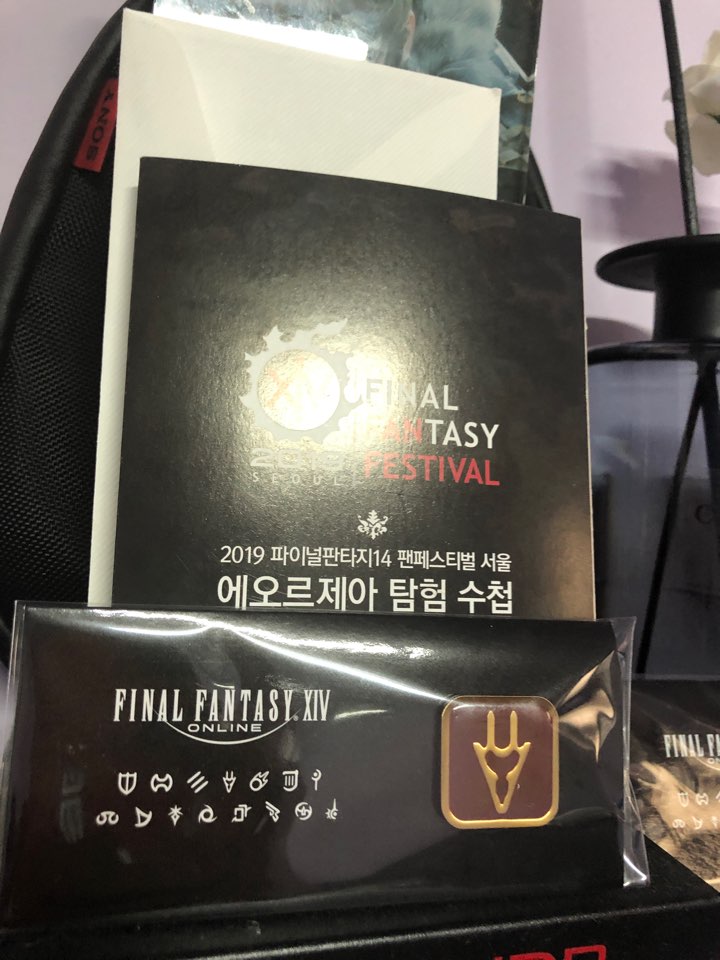 SONY
FINAL
FANTASY
FESTIVAL
SEOUL
2019 파이널판타지14 팬페스티벌 서울
에오르제아 탐험 수첩
FINAL FANTASY XIV
ONLINE
FINAL